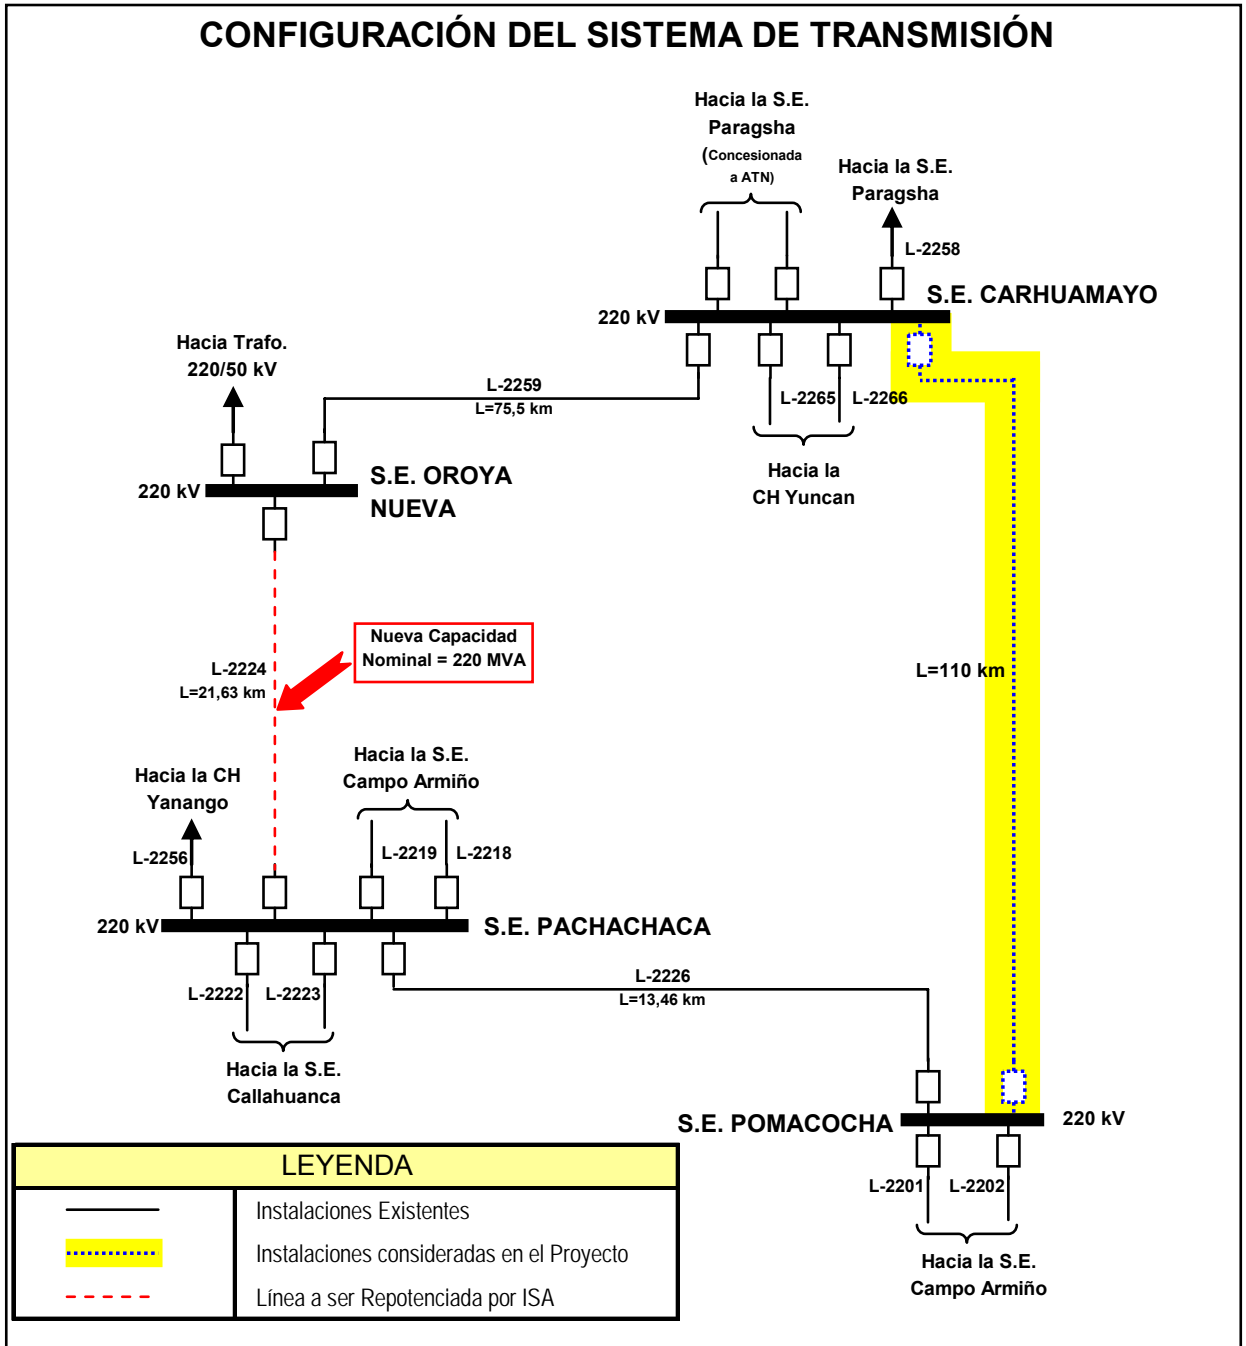 CONFIGURACIÓN DEL SISTEMA DE TRANSMISIÓN
Hacia la S.E.
Paragsha
(Concesionada
a ATN)
Hacia la S.E.
Paragsha
L-2258
S.E. CARHUAMAYO
220 kV
Hacia Trafo.
220/50 kV
L-2259
L=75,5 km
L-2265
L-2266
Hacia la
CH Yuncan
220 kV
S.E. OROYA
NUEVA
Nueva Capacidad
Nominal = 220 MVA
L-2224
L=21,63 km
L=110 km
Hacia la S.E.
Campo Armiño
Hacia la CH
Yanango
L-2256
L-2219
L-2218
220 kV
S.E. PACHACHACA
L-2222
L-2223
L-2226
L=13,46 km
Hacia la S.E.
Callahuanca
S.E. POMACOCHA
220 kV
L-2201
L-2202
Hacia la S.E.
Campo Armiño
LEYENDA
Instalaciones Existentes
Instalaciones consideradas en el Proyecto
Línea a ser Repotenciada por ISA